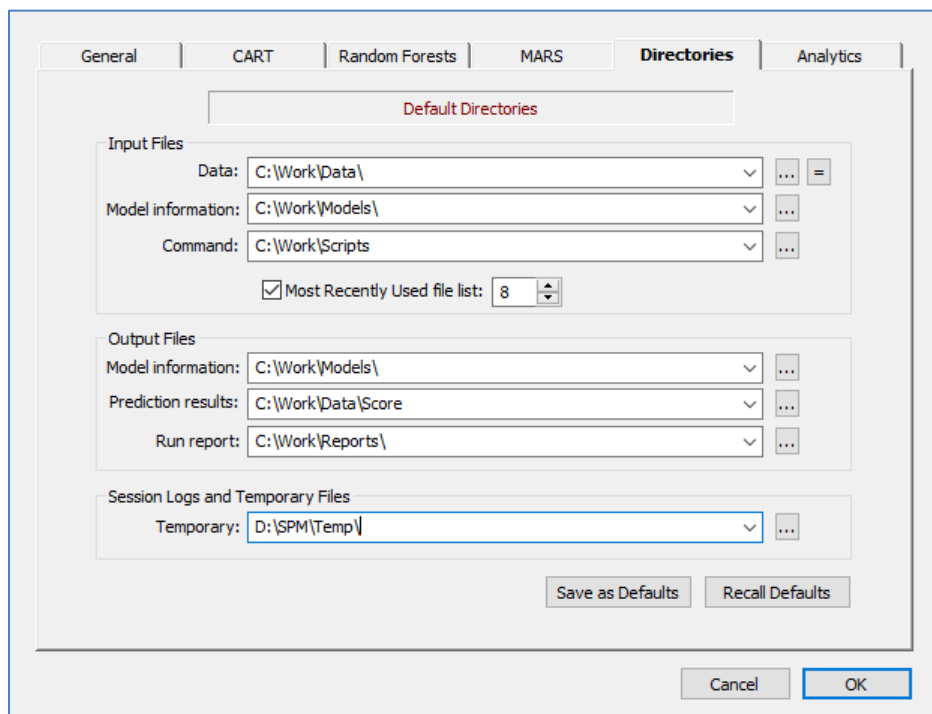 General CART Random Forests MARS Directories Analytics
Default Directories
Input Files
Data: C:\Work\Data\ ... =
Model information: C:\Work\Models\ ...
Command: C:\Work\Scripts ...
Most Recently Used file list: 8
Output Files
Model information: C:\Work\Models\ ...
Prediction results: C:\Work\Data\Score ...
Run report: C:\Work\Reports\ ...
Session Logs and Temporary Files
Temporary: D:\SPM\Temp\ ...
Save as Defaults Recall Defaults
Cancel OK